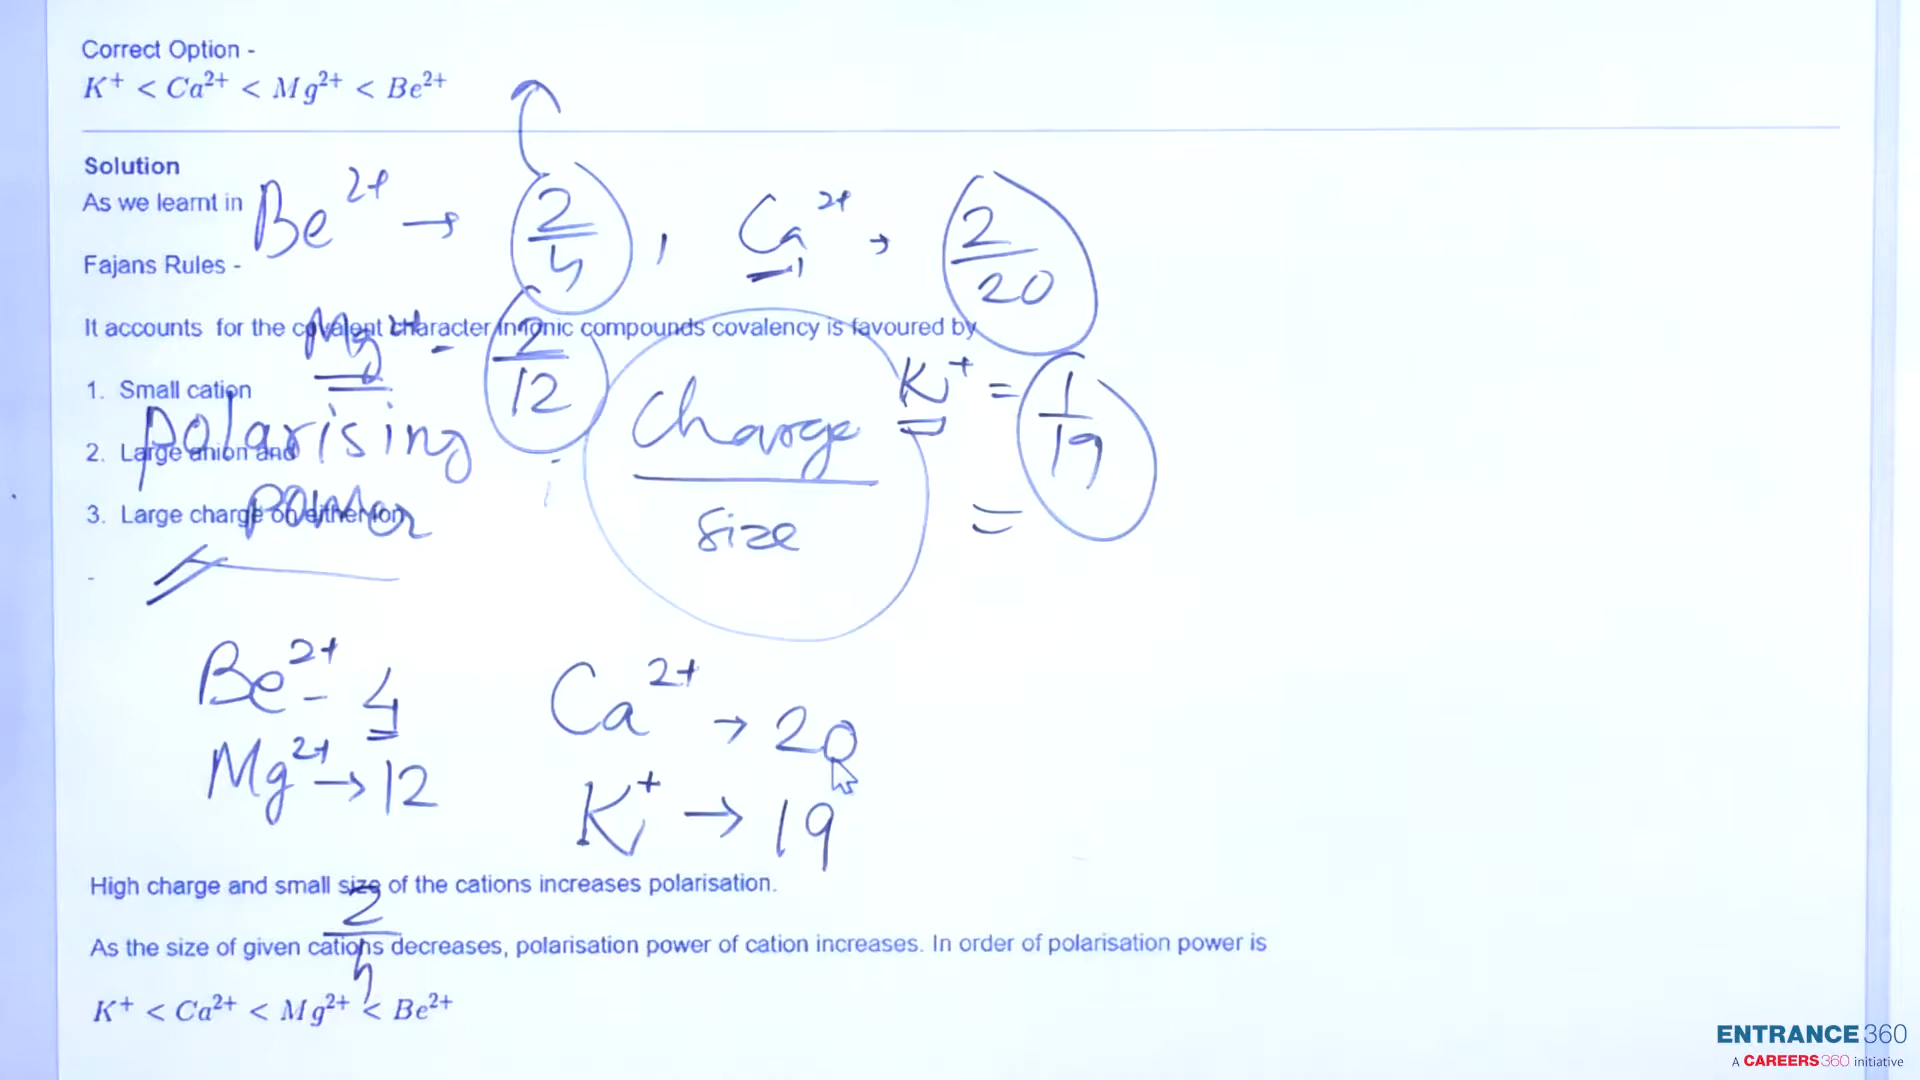 Correct Option -
K⁺ < Ca²⁺ < Mg²⁺ < Be²⁺
Solution
As we learnt in
Be²⁺ → 2/4 , Ca²⁺ → 2/20
Fajans Rules -
It accounts for the covalent character in ionic compounds covalency is favoured by
Mg²⁺ - 2/12
K⁺ = 1/19
1. Small cation
polarising
Charge/size
2. Large anion and
power
=
3. Large charge on either ion
-
Be²⁺ - 4
Ca²⁺ → 20
Mg²⁺ → 12
K⁺ → 19
High charge and small size of the cations increases polarisation.
2/4
As the size of given cations decreases, polarisation power of cation increases. In order of polarisation power is
K⁺ < Ca²⁺ < Mg²⁺ < Be²⁺
ENTRANCE360
A CAREERS360 initiative